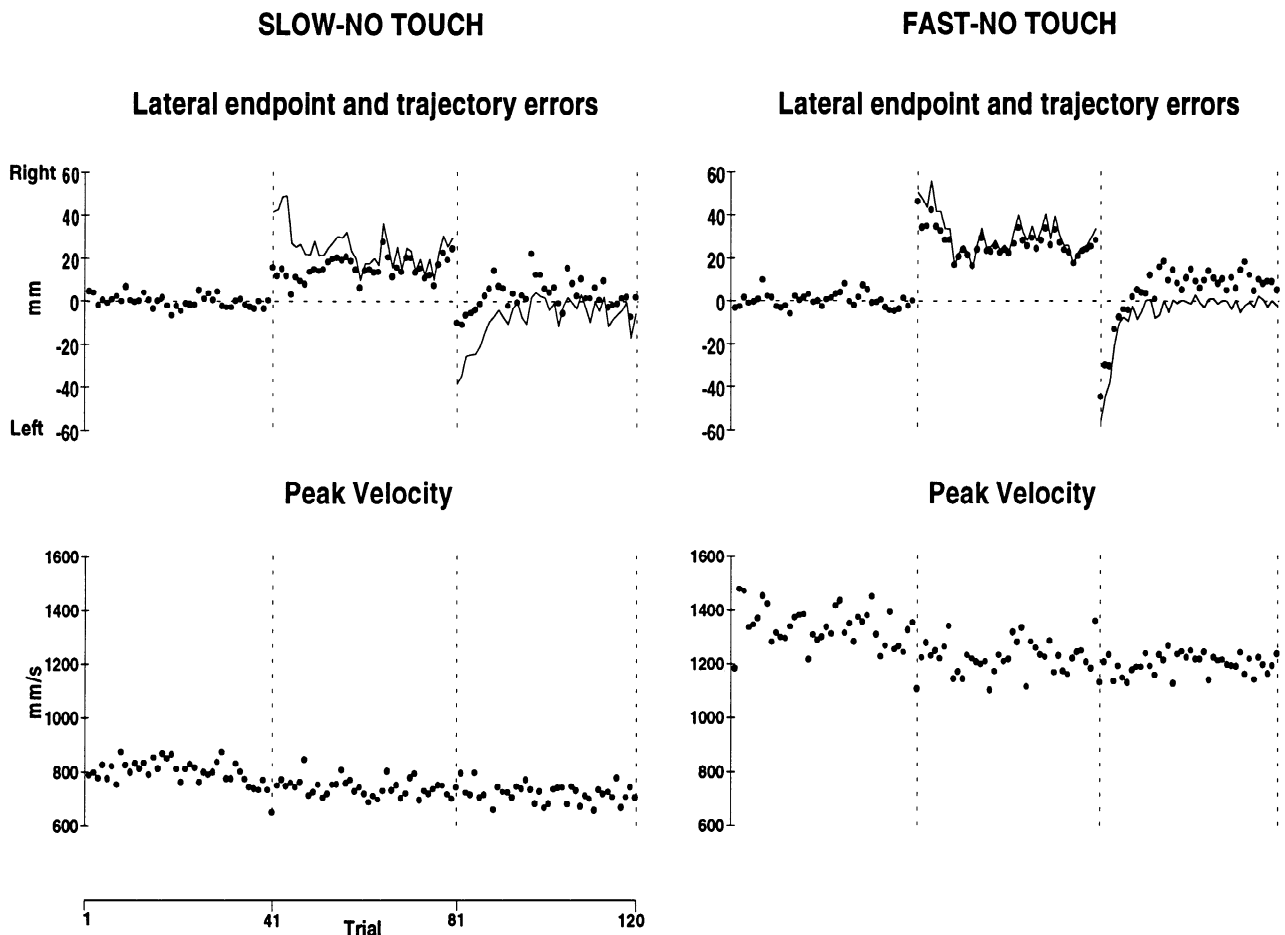 SLOW-NO TOUCH
FAST-NO TOUCH
Lateral endpoint and trajectory errors
Lateral endpoint and trajectory errors
Right 60
40
20
0
-20
-40
Left -60
mm
60
40
20
0
-20
-40
-60
Peak Velocity
Peak Velocity
1600
1400
1200
1000
800
600
mm/s
1600
1400
1200
1000
800
600
1
41
81
120
Trial